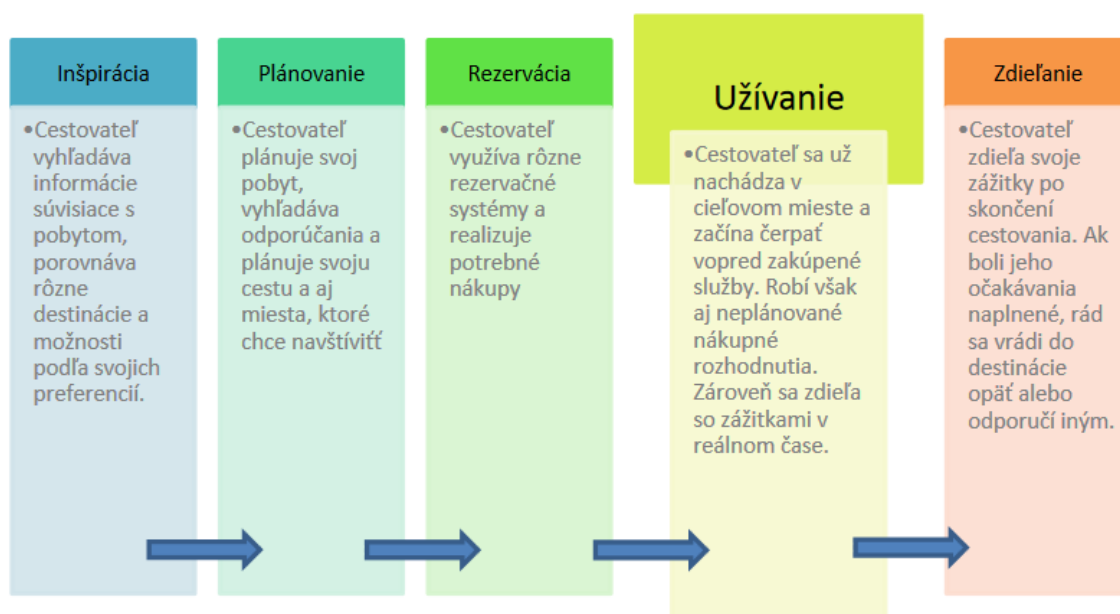 Inšpirácia
•Cestovateľ
vyhľadáva
informácie
súvisiace s
pobytom,
porovnáva
rôzne
destinácie a
možnosti
podľa svojich
preferencií.
Plánovanie
•Cestovateľ
plánuje svoj
pobyt,
vyhľadáva
odporúčania a
plánuje svoju
cestu a aj
miesta, ktoré
chce navštíviťť
Rezervácia
•Cestovateľ
využíva rôzne
rezervačné
systémy a
realizuje
potrebné
nákupy
Užívanie
•Cestovateľ sa už
nachádza v
cieľovom mieste a
začína čerpať
vopred zakúpené
služby. Robí však
aj neplánované
nákupné
rozhodnutia.
Zároveň sa zdieľa
so zážitkami v
reálnom čase.
Zdieľanie
•Cestovateľ
zdieľa svoje
zážitky po
skončení
cestovania. Ak
boli jeho
očakávania
naplnené, rád
sa vrádi do
destinácie
opäť alebo
odporučí iným.